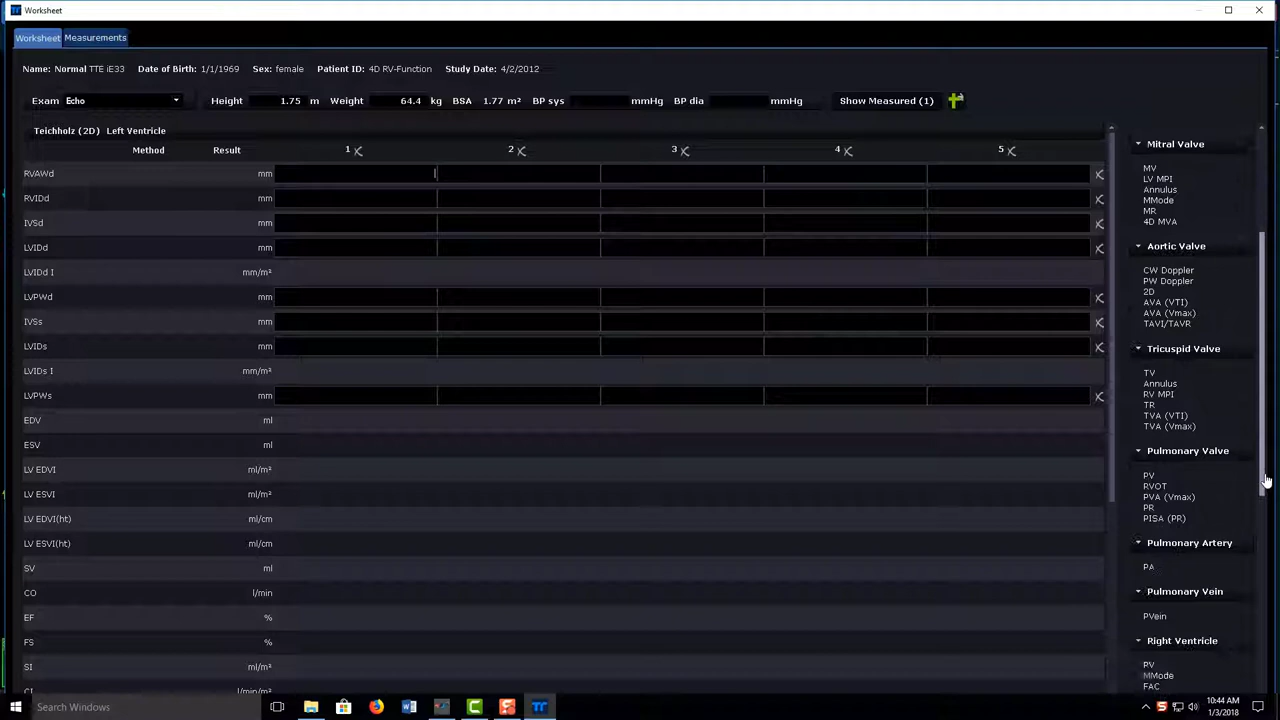 Worksheet
Worksheet Measurements
Name: Normal TTE iE33 Date of Birth: 1/1/1969 Sex: female Patient ID: 4D RV-Function Study Date: 4/2/2012
Exam Echo Height 1.75 m Weight 64.4 kg BSA 1.77 m² BP sys mmHg BP dia mmHg Show Measured (1)
Teichholz (2D) Left Ventricle
Method Result 1 2 3 4 5
RVAWd mm
RVIDd mm
IVSd mm
LVIDd mm
LVIDd I mm/m²
LVPWd mm
IVSs mm
LVIDs mm
LVIDs I mm/m²
LVPWs mm
EDV ml
ESV ml
LV EDVI ml/m²
LV ESVI ml/m²
LV EDVI(ht) ml/cm
LV ESVI(ht) ml/cm
SV ml
CO l/min
EF %
FS %
SI ml/m²
CI l/min/m²
Mitral Valve
MV
LV MPI
Annulus
MMode
MR
4D MVA
Aortic Valve
CW Doppler
PW Doppler
2D
AVA (VTI)
AVA (Vmax)
TAVI/TAVR
Tricuspid Valve
TV
Annulus
RV MPI
TR
TVA (VTI)
TVA (Vmax)
Pulmonary Valve
PV
RVOT
PVA (Vmax)
PR
PISA (PR)
Pulmonary Artery
PA
Pulmonary Vein
PVein
Right Ventricle
RV
MMode
FAC
Search Windows
10:44 AM
1/3/2018